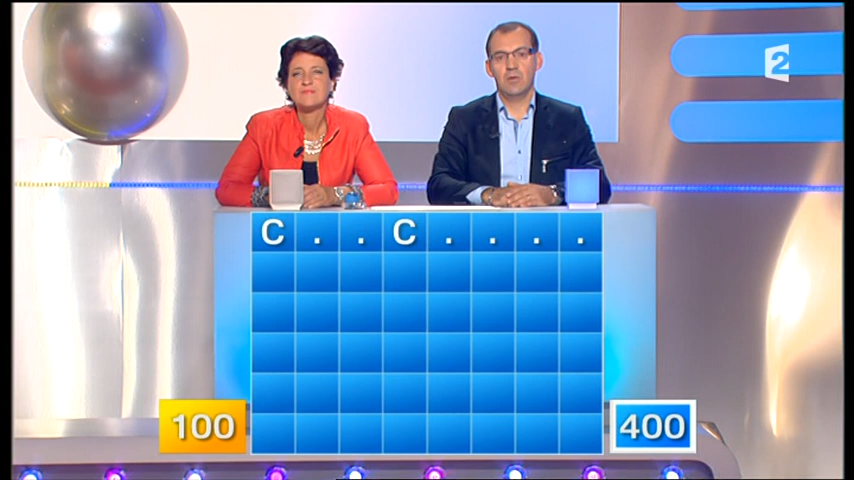 2
C . . C . . . .
100
400